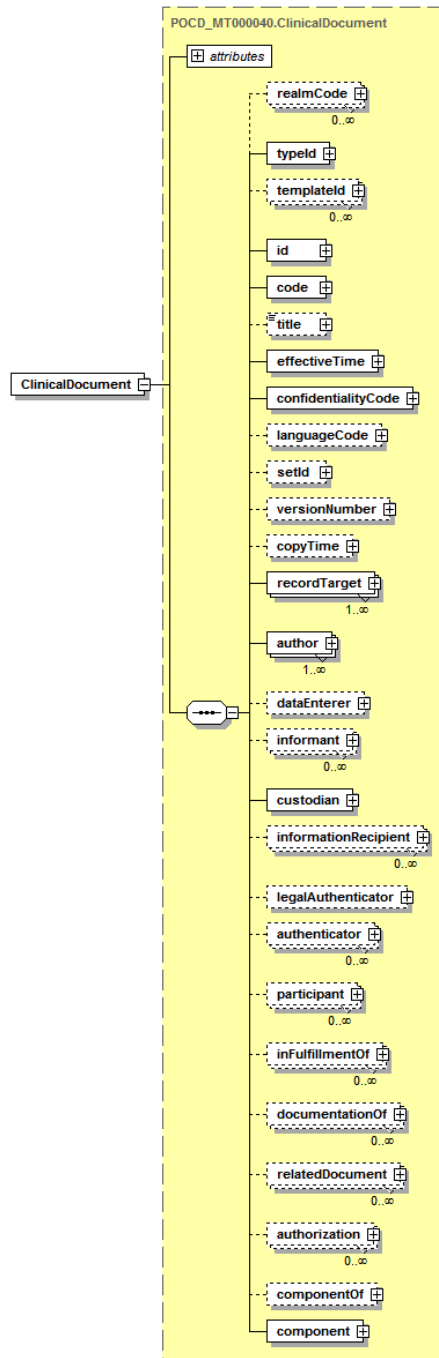 POCD_MT000040.ClinicalDocument
attributes
realmCode
0..∞
typeId
templateId
0..∞
id
code
title
effectiveTime
ClinicalDocument
confidentialityCode
languageCode
setId
versionNumber
copyTime
recordTarget
1..∞
author
1..∞
dataEnterer
informant
0..∞
custodian
informationRecipient
0..∞
legalAuthenticator
authenticator
0..∞
participant
0..∞
inFulfillmentOf
0..∞
documentationOf
0..∞
relatedDocument
0..∞
authorization
0..∞
componentOf
component